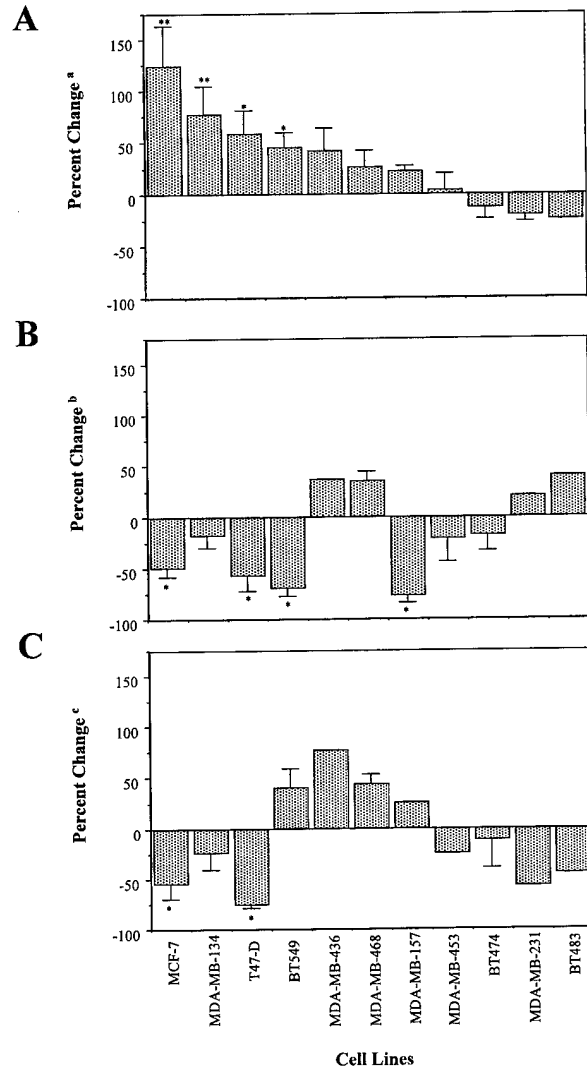 A
Percent Change a
150
100
50
0
-50
-100
**
**
*
*
B
Percent Change b
150
100
50
0
-50
-100
*
*
*
*
C
Percent Change c
150
100
50
0
-50
-100
*
*
MCF-7
MDA-MB-134
T47-D
BT549
MDA-MB-436
MDA-MB-468
MDA-MB-157
MDA-MB-453
BT474
MDA-MB-231
BT483
Cell Lines